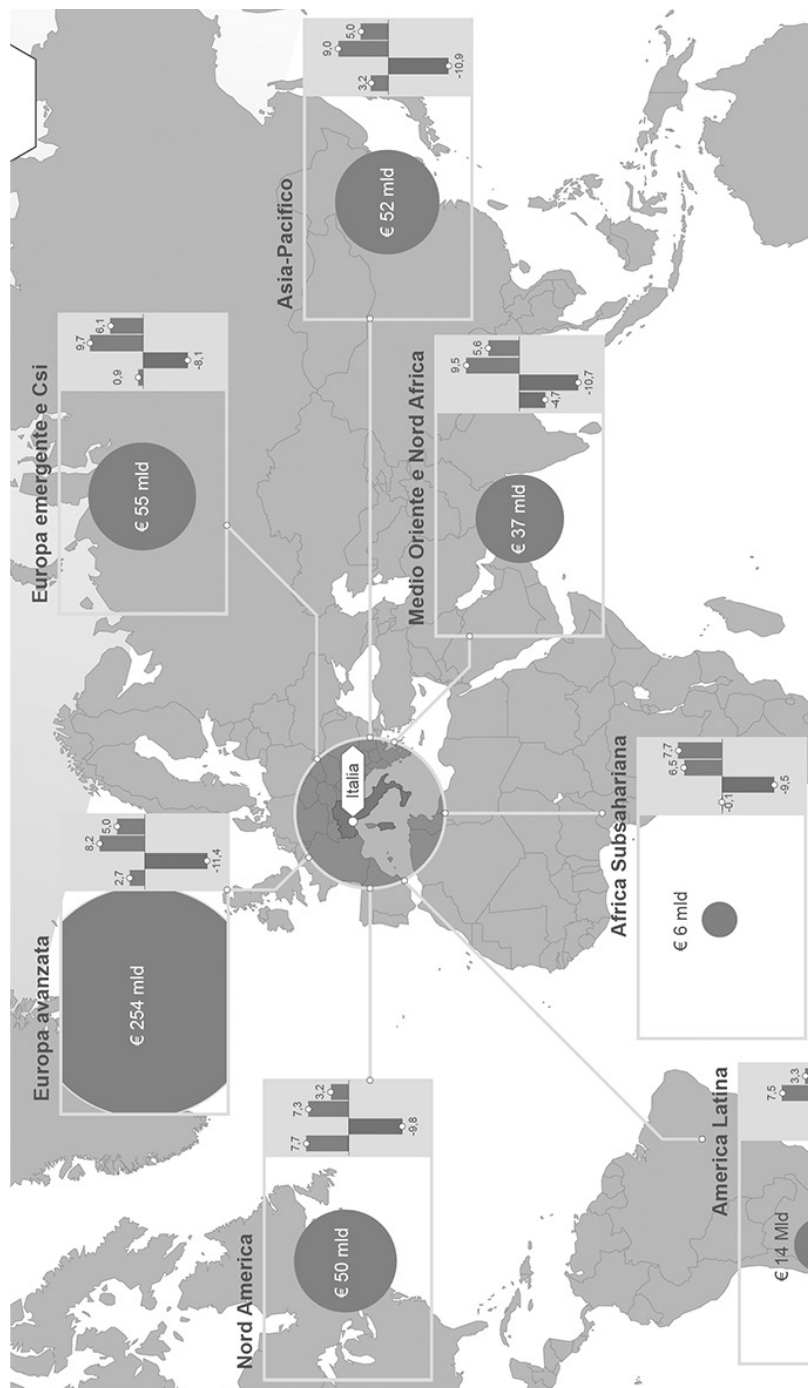 Nord America
€ 50 mld
7,7
-9,8
7,3
3,2
Europa avanzata
€ 254 mld
2,7
-11,4
8,2
5,0
Europa emergente e Csi
€ 55 mld
0,9
-8,1
9,7
6,1
Asia-Pacifico
€ 52 mld
3,2
-10,9
9,0
5,0
Italia
Medio Oriente e Nord Africa
€ 37 mld
-4,7
-10,7
9,5
5,6
America Latina
€ 14 Mld
7,5
3,3
Africa Subsahariana
€ 6 mld
-0,1
-9,5
6,5
7,7